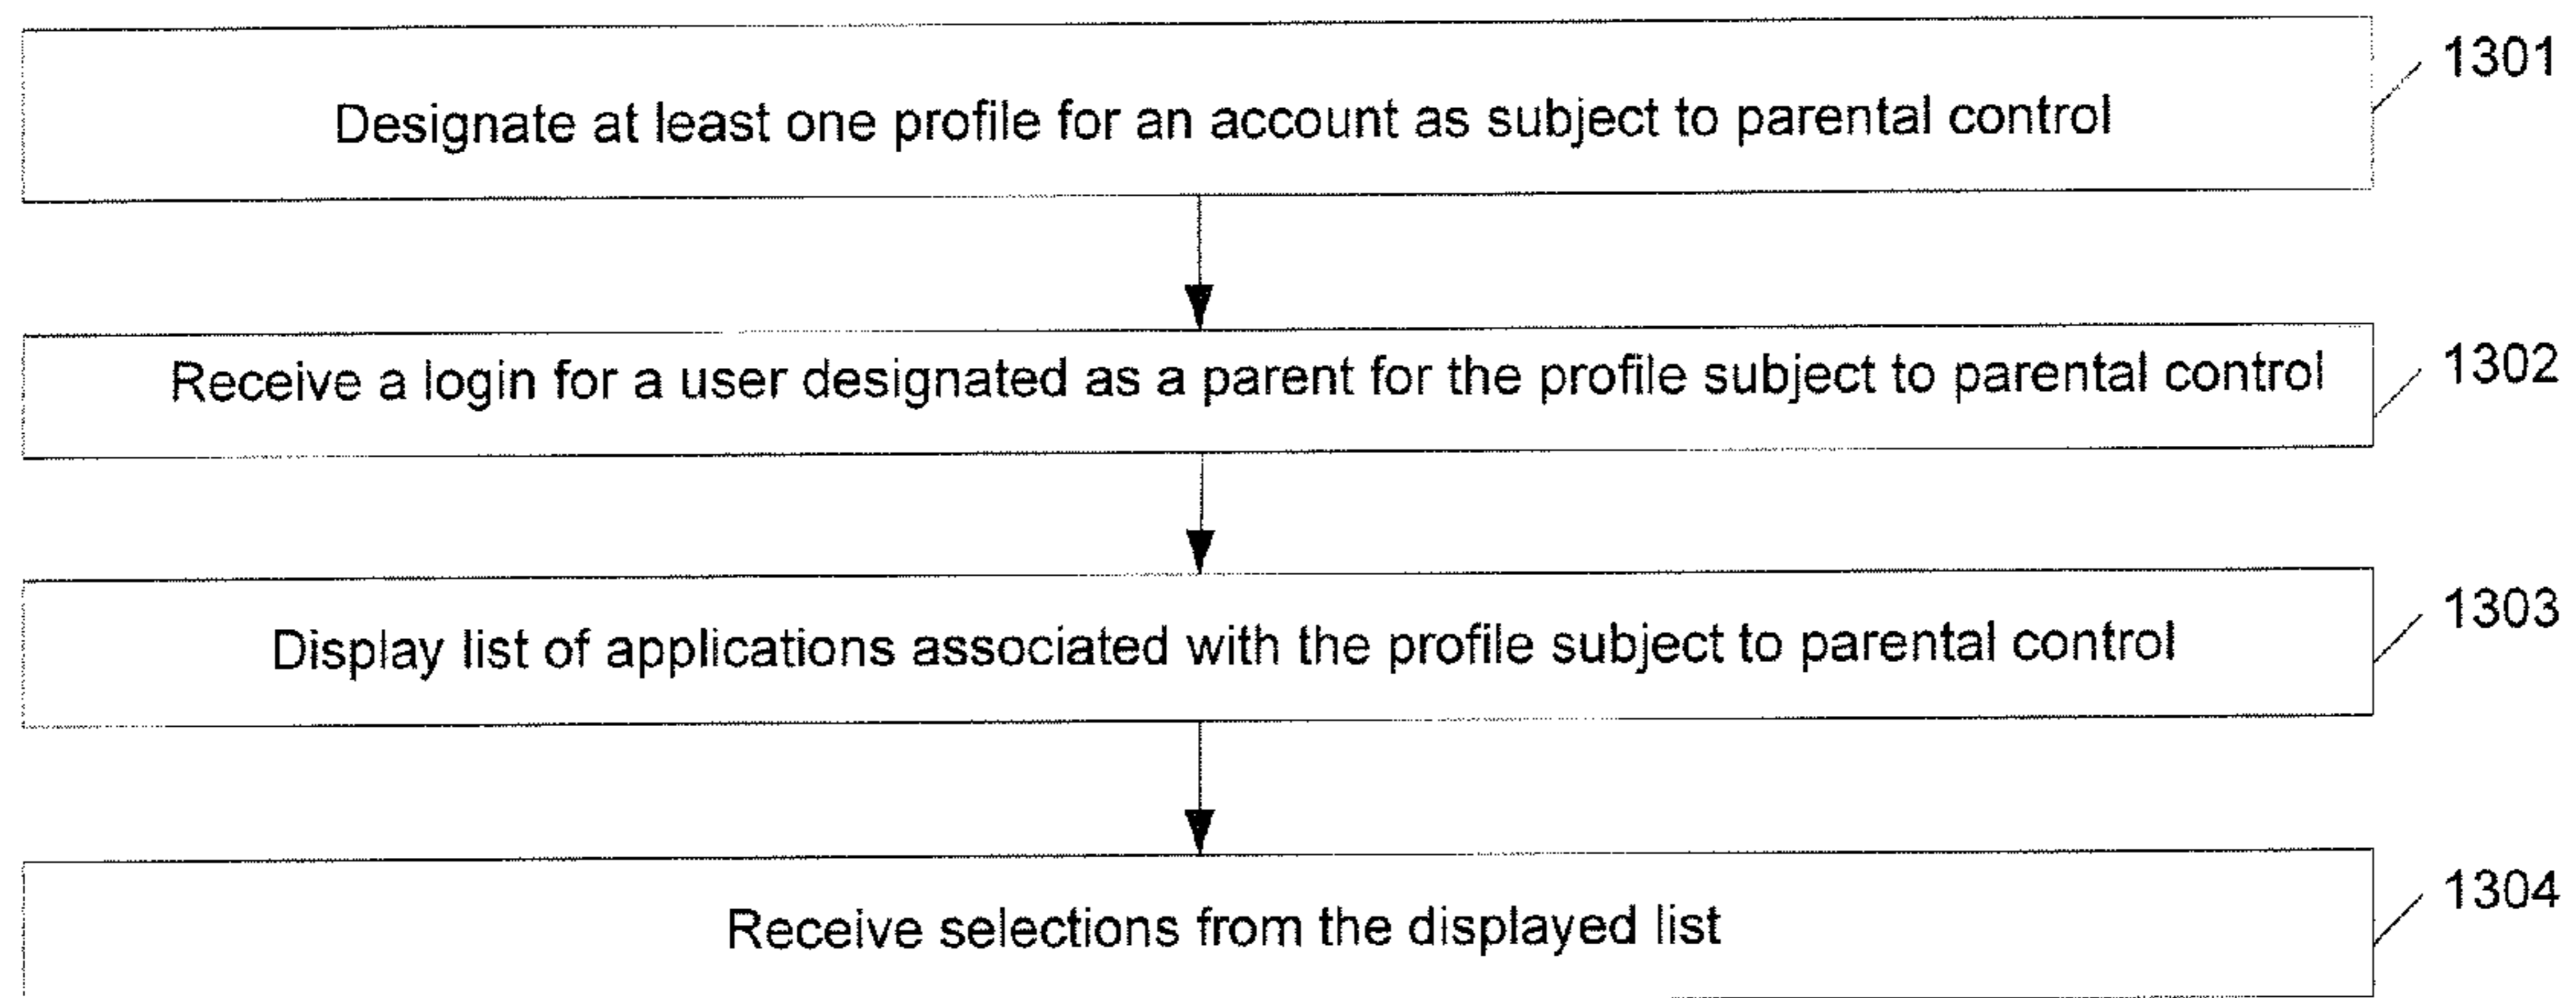 1301
Designate at least one profile for an account as subject to parental control
1302
Receive a login for a user designated as a parent for the profile subject to parental control
1303
Display list of applications associated with the profile subject to parental control
1304
Receive selections from the displayed list